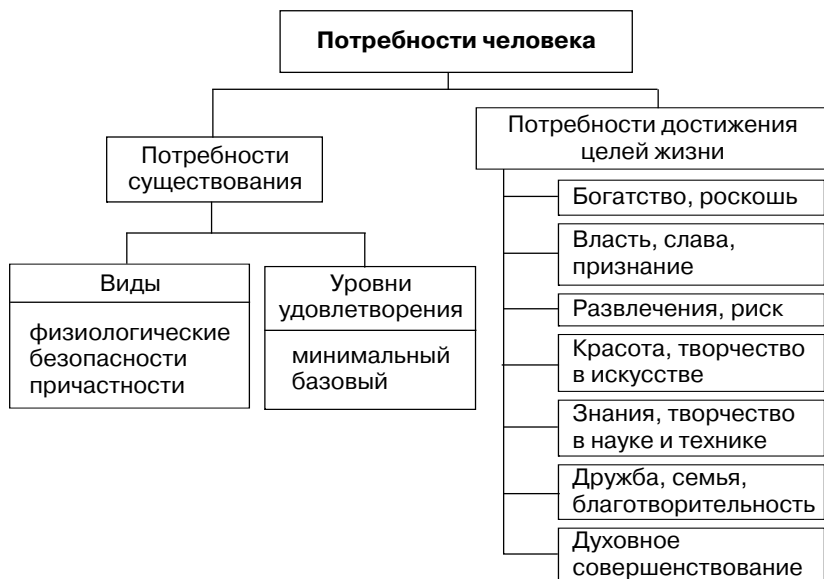 Потребности человека
Потребности
существования
Виды
физиологические
безопасности
причастности
Уровни
удовлетворения
минимальный
базовый
Потребности достижения
целей жизни
Богатство, роскошь
Власть, слава,
признание
Развлечения, риск
Красота, творчество
в искусстве
Знания, творчество
в науке и технике
Дружба, семья,
благотворительность
Духовное
совершенствование